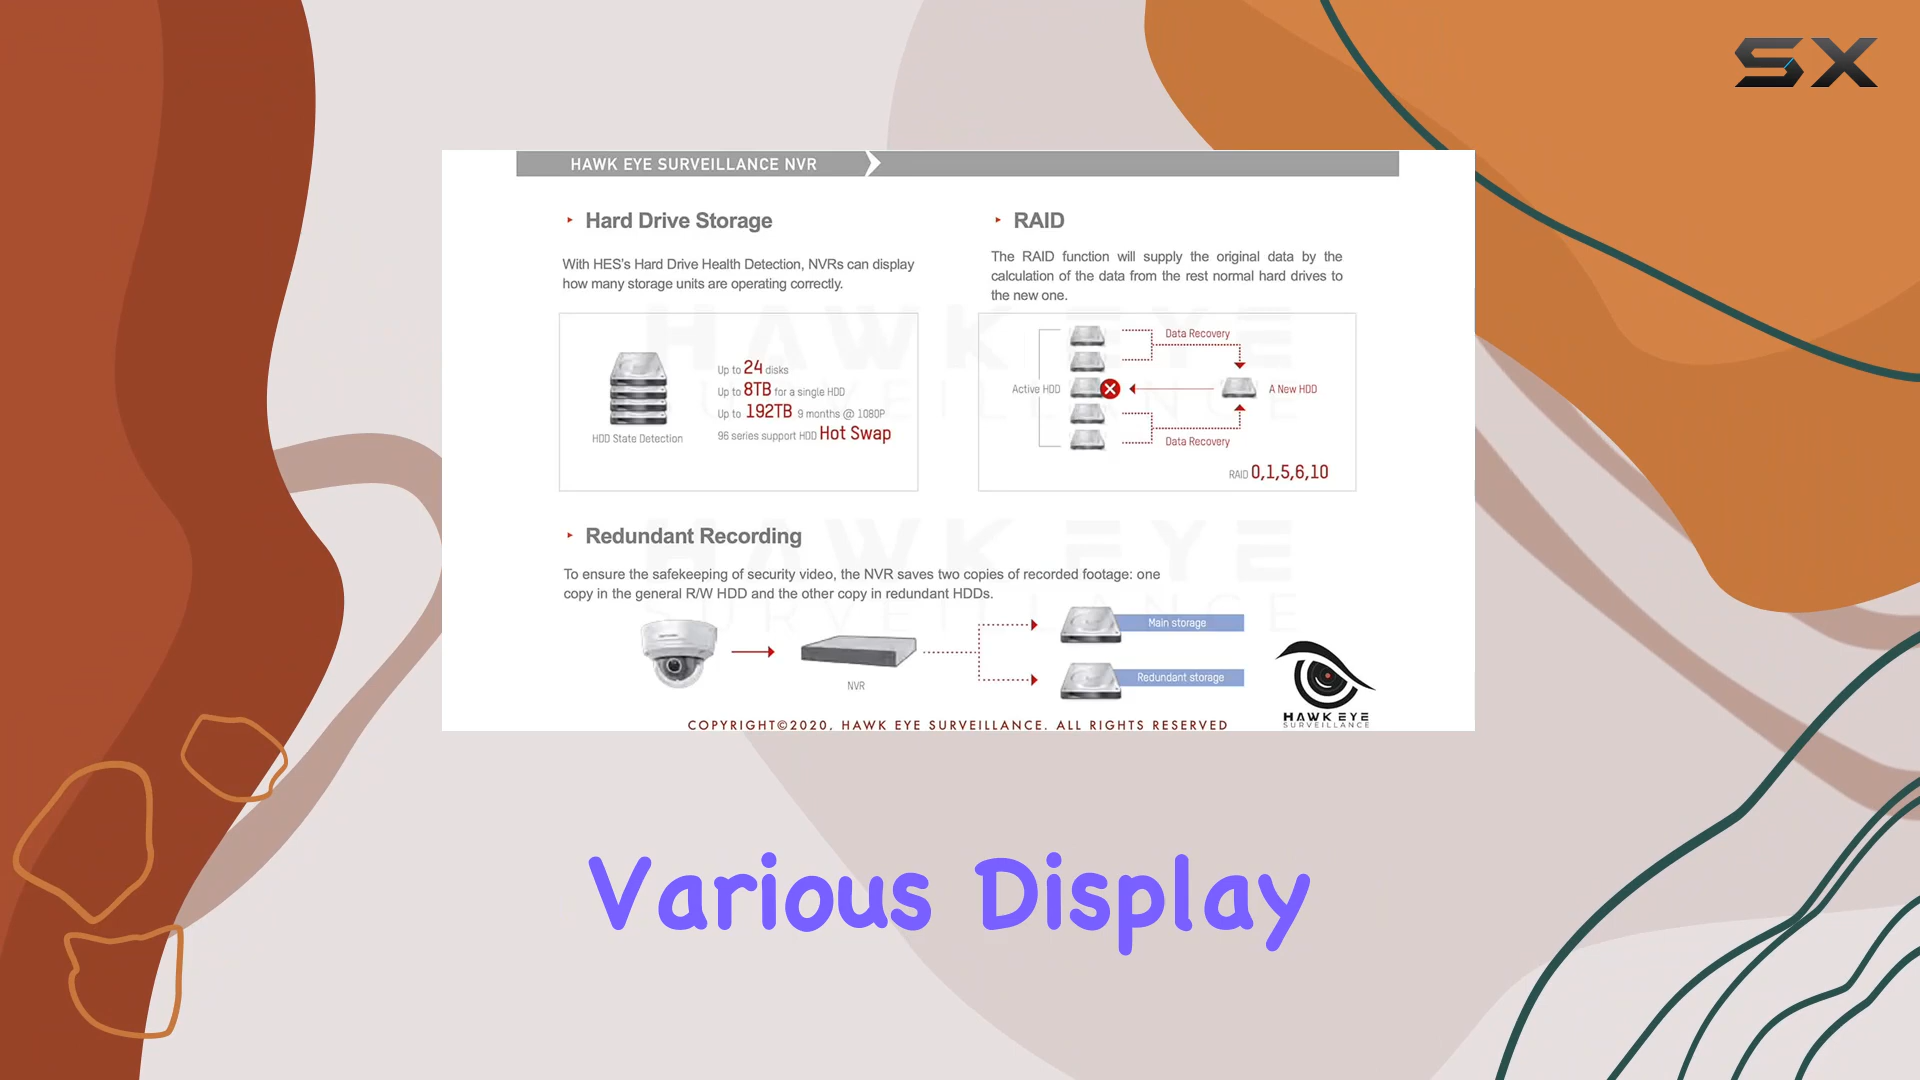 SX
HAWK EYE SURVEILLANCE NVR
Hard Drive Storage
With HES's Hard Drive Health Detection, NVRs can display
how many storage units are operating correctly.
HDD State Detection
Up to 24 disks
Up to 8TB for a single HDD
Up to 192TB 9 months @ 1080P
96 series support HDD Hot Swap
RAID
The RAID function will supply the original data by the
calculation of the data from the rest normal hard drives to
the new one.
Data Recovery
Active HDD
A New HDD
Data Recovery
RAID 0,1,5,6,10
HAWK EYE
SURVEILLANCE
Redundant Recording
To ensure the safekeeping of security video, the NVR saves two copies of recorded footage: one
copy in the general R/W HDD and the other copy in redundant HDDs.
HAWK EYE
SURVEILLANCE
NVR
Main storage
Redundant storage
HAWK EYE
SURVEILLANCE
COPYRIGHT©2020, HAWK EYE SURVEILLANCE. ALL RIGHTS RESERVED
Various Display